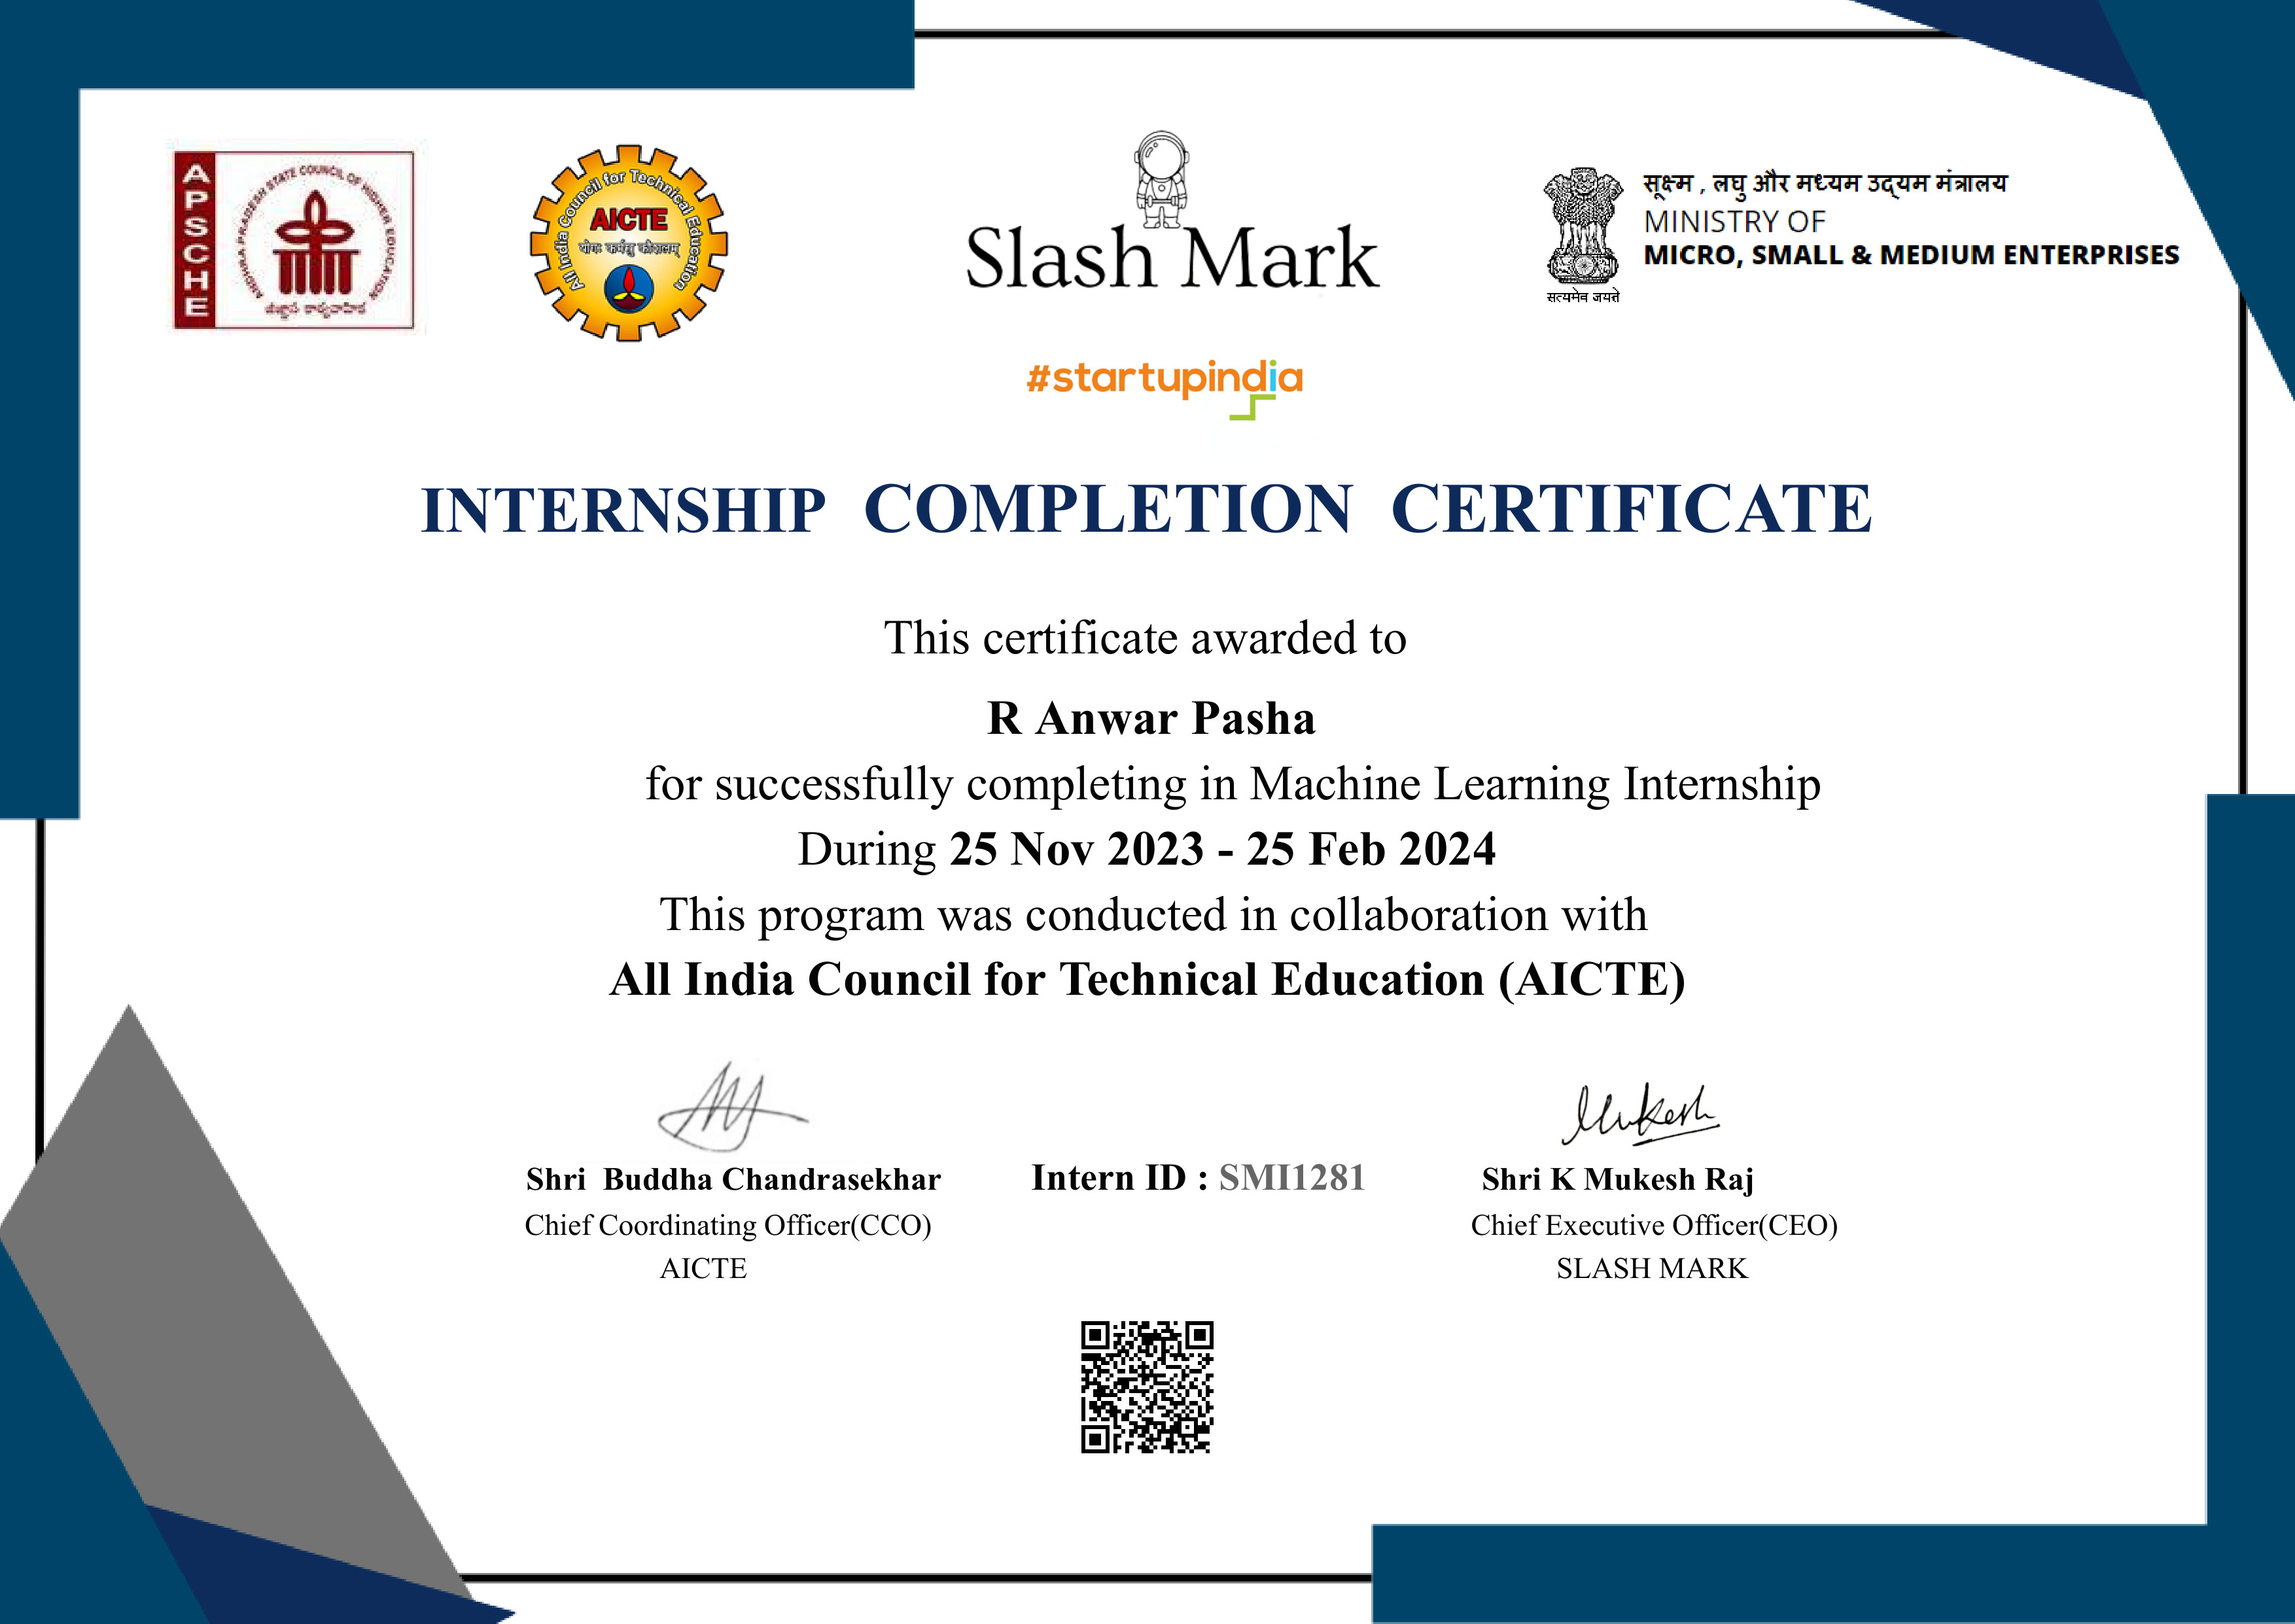 APSCHE
ANDHRA PRADESH STATE COUNCIL OF HIGHER EDUCATION
All India Council for Technical Education
AICTE
योगः कर्मसु कौशलम्
Slash Mark
#startupindia
सूक्ष्म , लघु और मध्यम उद्यम मंत्रालय
MINISTRY OF
MICRO, SMALL & MEDIUM ENTERPRISES
सत्यमेव जयते
INTERNSHIP COMPLETION CERTIFICATE
This certificate awarded to
R Anwar Pasha
for successfully completing in Machine Learning Internship
During 25 Nov 2023 - 25 Feb 2024
This program was conducted in collaboration with
All India Council for Technical Education (AICTE)
Mukesh
Shri Buddha Chandrasekhar
Chief Coordinating Officer(CCO)
AICTE
Intern ID : SMI1281
Shri K Mukesh Raj
Chief Executive Officer(CEO)
SLASH MARK